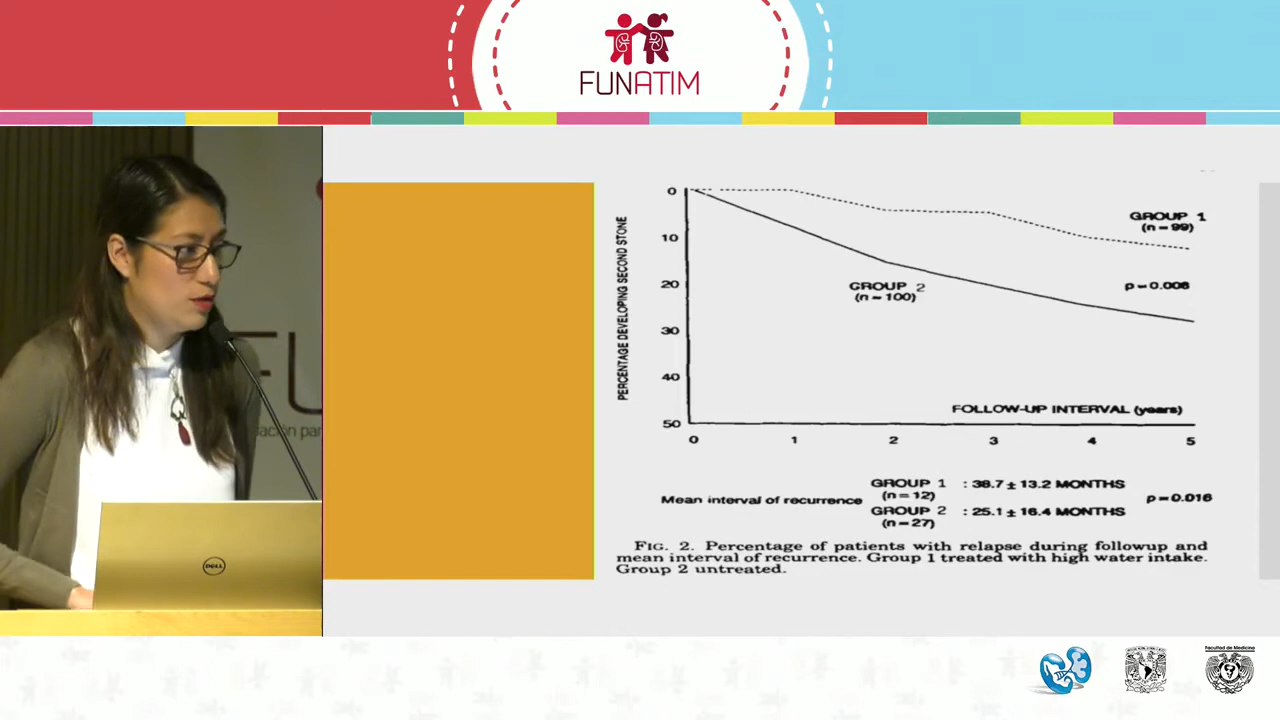 FUNATIM
FU
ación par
DELL
PERCENTAGE DEVELOPING SECOND STONE
0
10
20
30
40
50
GROUP 1
(n=99)
GROUP 2
(n=100)
p=0.008
FOLLOW-UP INTERVAL (years)
0 1 2 3 4 5
Mean interval of recurrence
GROUP 1 : 38.7 ± 13.2 MONTHS
(n=12)
GROUP 2 : 25.1 ± 16.4 MONTHS
(n=27)
p=0.016
FIG. 2. Percentage of patients with relapse during followup and
mean interval of recurrence. Group 1 treated with high water intake.
Group 2 untreated.
Facultad de Medicina